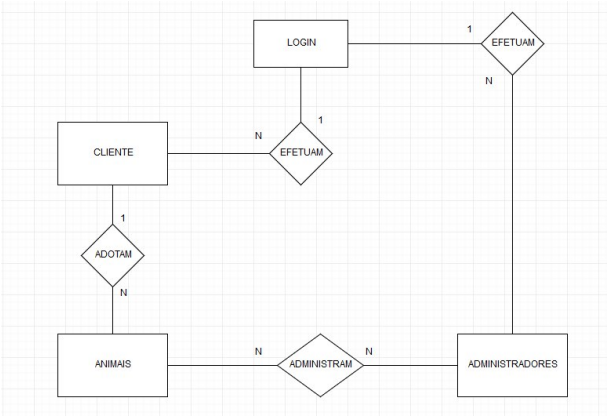 LOGIN
1
EFETUAM
N
1
N
EFETUAM
CLIENTE
1
ADOTAM
N
ANIMAIS
N
ADMINISTRAM
N
ADMINISTRADORES